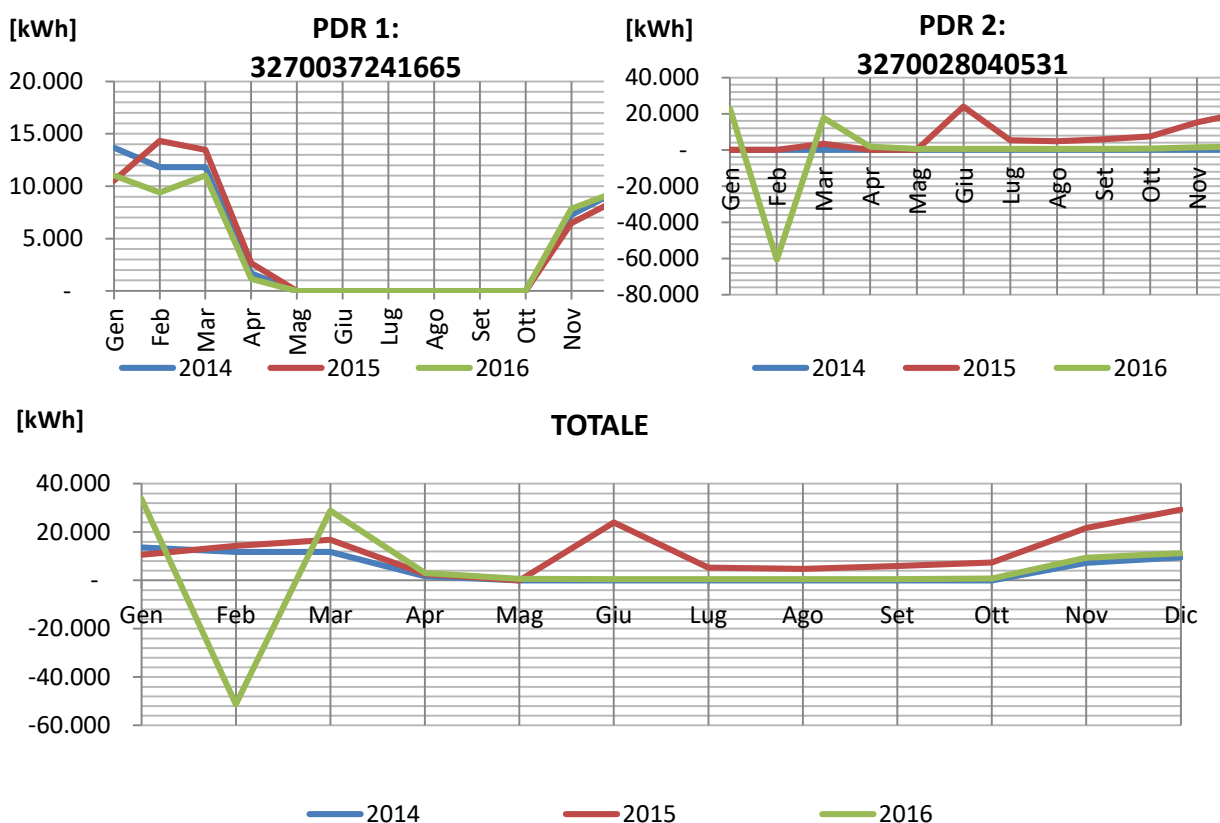 [kWh]
PDR 1:
3270037241665
20.000
15.000
10.000
5.000
-
Gen Feb Mar Apr Mag Giu Lug Ago Set Ott Nov
2014 2015 2016
[kWh]
PDR 2:
3270028040531
40.000
20.000
-
-20.000
-40.000
-60.000
-80.000
Gen Feb Mar Apr Mag Giu Lug Ago Set Ott Nov
2014 2015 2016
[kWh]
TOTALE
40.000
20.000
-
-20.000
-40.000
-60.000
Gen Feb Mar Apr Mag Giu Lug Ago Set Ott Nov Dic
2014 2015 2016